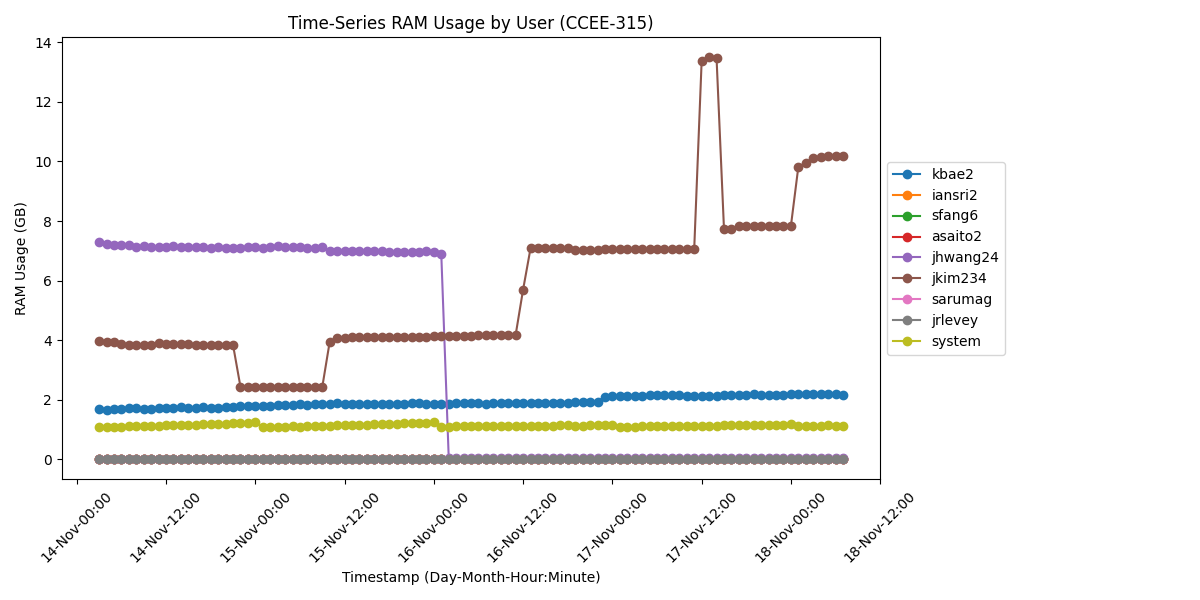 Time-Series RAM Usage by User (CCEE-315)
14
12
10
8
6
4
2
0
RAM Usage (GB)
14-Nov-00:00
14-Nov-12:00
15-Nov-00:00
15-Nov-12:00
16-Nov-00:00
16-Nov-12:00
17-Nov-00:00
17-Nov-12:00
18-Nov-00:00
18-Nov-12:00
Timestamp (Day-Month-Hour:Minute)
kbae2
iansri2
sfang6
asaito2
jhwang24
jkim234
sarumag
jrlevey
system